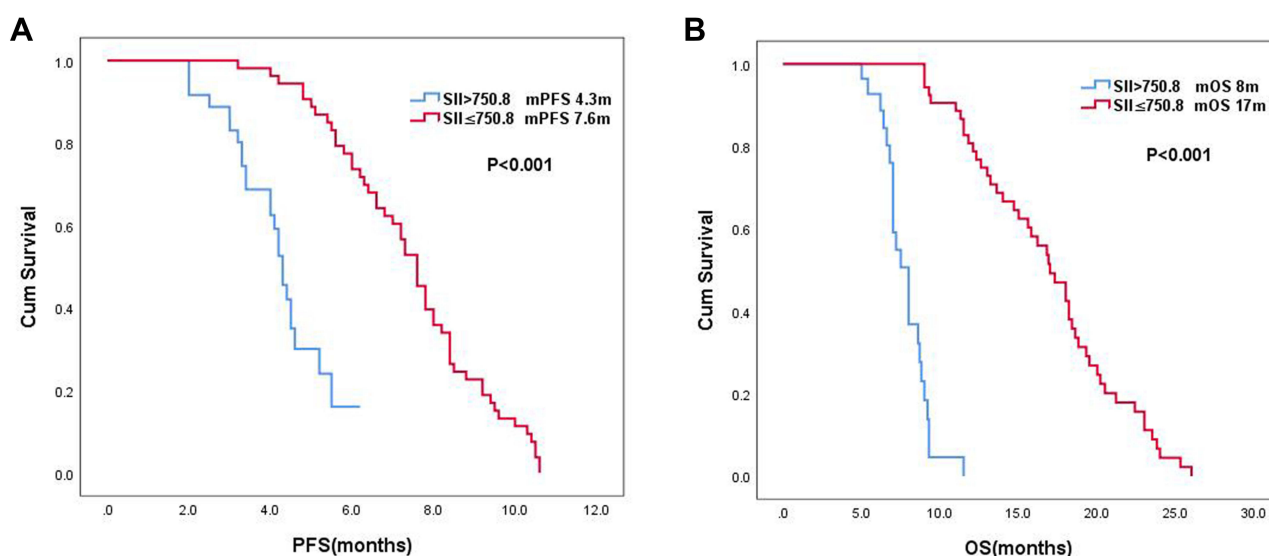 A
Cum Survival
1.0
0.8
0.6
0.4
0.2
0.0
SII>750.8 mPFS 4.3m
SII≤750.8 mPFS 7.6m
P<0.001
.0 2.0 4.0 6.0 8.0 10.0 12.0
PFS(months)
B
Cum Survival
1.0
0.8
0.6
0.4
0.2
0.0
SII>750.8 mOS 8m
SII≤750.8 mOS 17m
P<0.001
.0 5.0 10.0 15.0 20.0 25.0 30.0
OS(months)